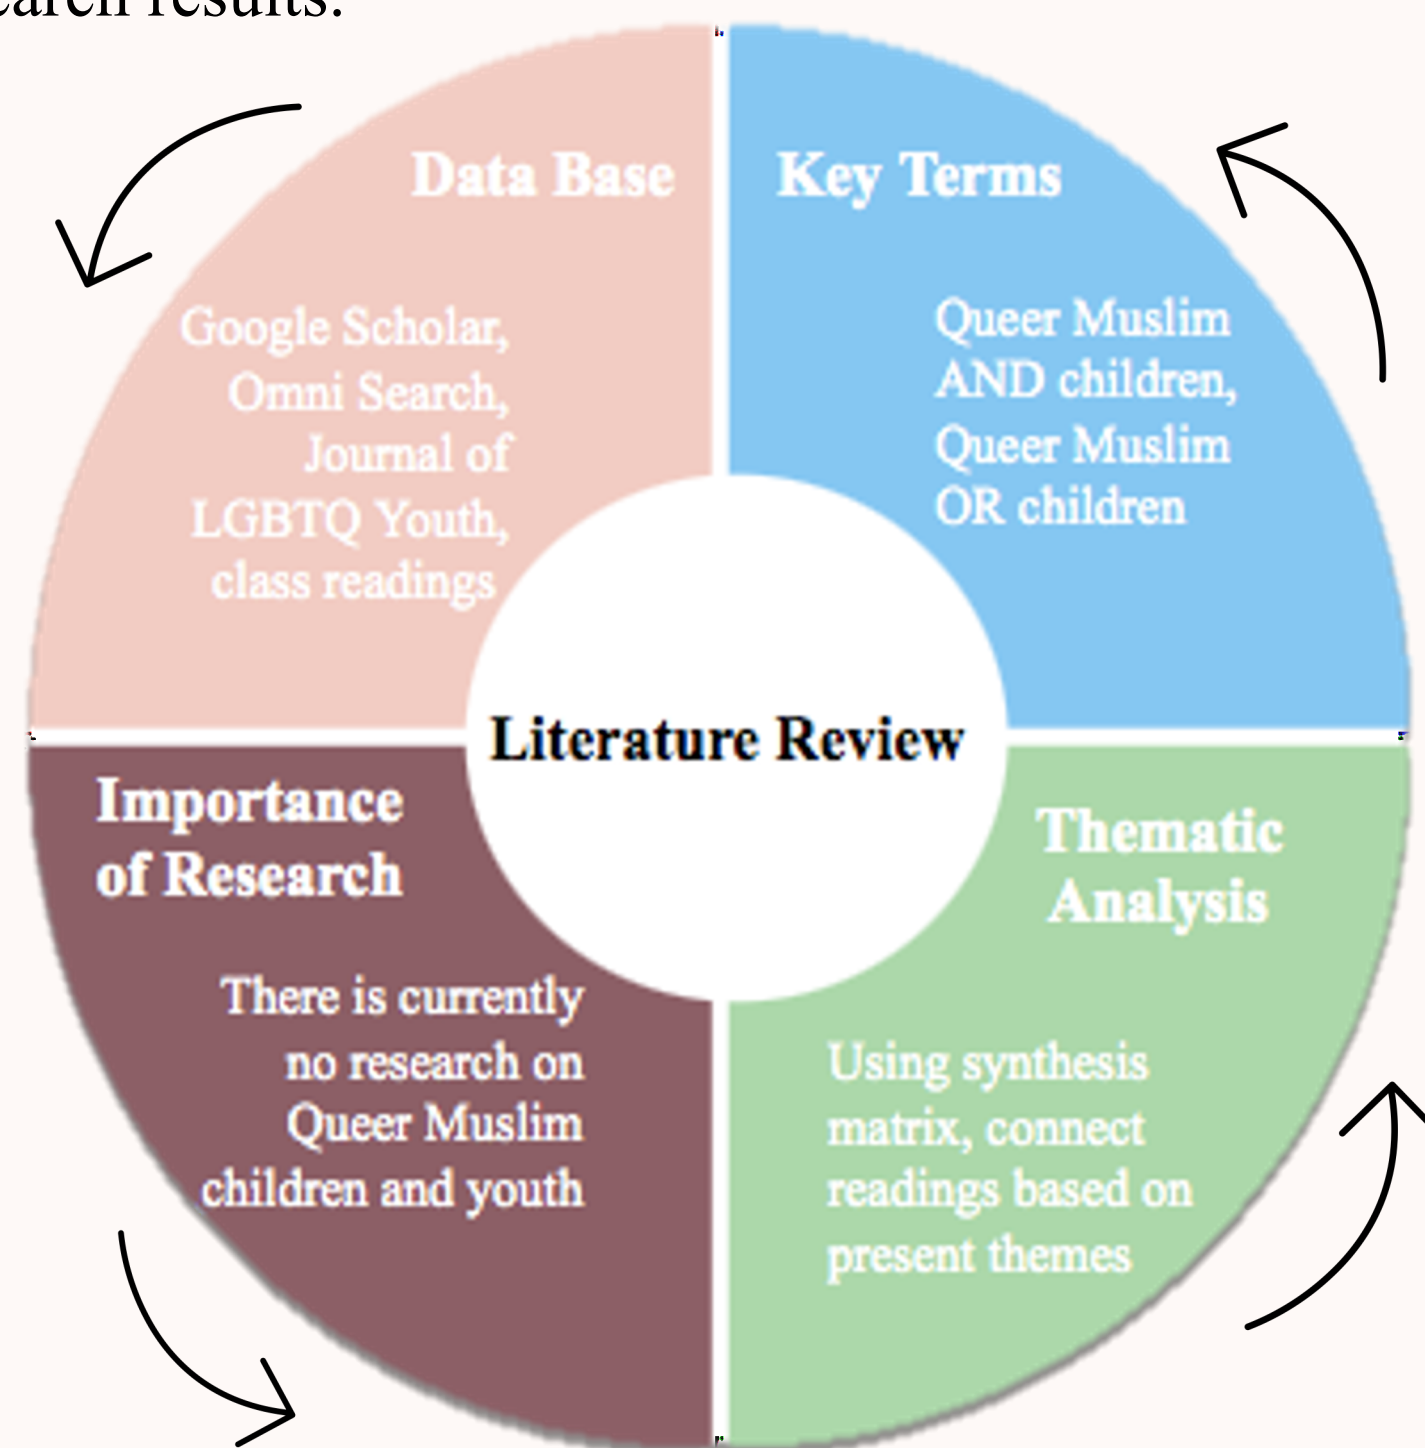 earch results.
Data Base
Google Scholar,
Omni Search,
Journal of
LGBTQ Youth,
class readings
Key Terms
Queer Muslim
AND children,
Queer Muslim
OR children
Literature Review
Importance
of Research
There is currently
no research on
Queer Muslim
children and youth
Thematic
Analysis
Using synthesis
matrix, connect
readings based on
present themes